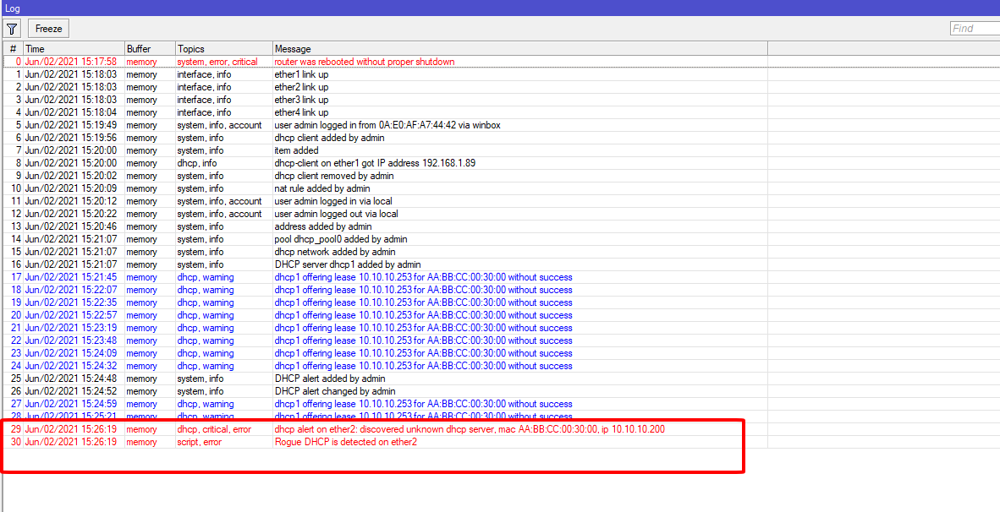 Log
Freeze
Find
# Time Buffer Topics Message
0 Jun/02/2021 15:17:58 memory system, error, critical router was rebooted without proper shutdown
1 Jun/02/2021 15:18:03 memory interface, info ether1 link up
2 Jun/02/2021 15:18:03 memory interface, info ether2 link up
3 Jun/02/2021 15:18:03 memory interface, info ether3 link up
4 Jun/02/2021 15:18:04 memory interface, info ether4 link up
5 Jun/02/2021 15:19:49 memory system, info, account user admin logged in from 0A:E0:AF:A7:44:42 via winbox
6 Jun/02/2021 15:19:56 memory system, info dhcp client added by admin
7 Jun/02/2021 15:20:00 memory system, info item added
8 Jun/02/2021 15:20:00 memory dhcp, info dhcp-client on ether1 got IP address 192.168.1.89
9 Jun/02/2021 15:20:02 memory system, info dhcp client removed by admin
10 Jun/02/2021 15:20:09 memory system, info nat rule added by admin
11 Jun/02/2021 15:20:12 memory system, info, account user admin logged in via local
12 Jun/02/2021 15:20:22 memory system, info, account user admin logged out via local
13 Jun/02/2021 15:20:46 memory system, info address added by admin
14 Jun/02/2021 15:21:07 memory system, info pool dhcp_pool0 added by admin
15 Jun/02/2021 15:21:07 memory system, info dhcp network added by admin
16 Jun/02/2021 15:21:07 memory system, info DHCP server dhcp1 added by admin
17 Jun/02/2021 15:21:45 memory dhcp, warning dhcp1 offering lease 10.10.10.253 for AA:BB:CC:00:30:00 without success
18 Jun/02/2021 15:22:07 memory dhcp, warning dhcp1 offering lease 10.10.10.253 for AA:BB:CC:00:30:00 without success
19 Jun/02/2021 15:22:35 memory dhcp, warning dhcp1 offering lease 10.10.10.253 for AA:BB:CC:00:30:00 without success
20 Jun/02/2021 15:22:57 memory dhcp, warning dhcp1 offering lease 10.10.10.253 for AA:BB:CC:00:30:00 without success
21 Jun/02/2021 15:23:19 memory dhcp, warning dhcp1 offering lease 10.10.10.253 for AA:BB:CC:00:30:00 without success
22 Jun/02/2021 15:23:48 memory dhcp, warning dhcp1 offering lease 10.10.10.253 for AA:BB:CC:00:30:00 without success
23 Jun/02/2021 15:24:09 memory dhcp, warning dhcp1 offering lease 10.10.10.253 for AA:BB:CC:00:30:00 without success
24 Jun/02/2021 15:24:32 memory dhcp, warning dhcp1 offering lease 10.10.10.253 for AA:BB:CC:00:30:00 without success
25 Jun/02/2021 15:24:48 memory system, info DHCP alert added by admin
26 Jun/02/2021 15:24:52 memory system, info DHCP alert changed by admin
27 Jun/02/2021 15:24:59 memory dhcp, warning dhcp1 offering lease 10.10.10.253 for AA:BB:CC:00:30:00 without success
28 Jun/02/2021 15:25:21 memory dhcp, warning dhcp1 offering lease 10.10.10.253 for AA:BB:CC:00:30:00 without success
29 Jun/02/2021 15:26:19 memory dhcp, critical, error dhcp alert on ether2: discovered unknown dhcp server, mac AA:BB:CC:00:30:00, ip 10.10.10.200
30 Jun/02/2021 15:26:19 memory script, error Rogue DHCP is detected on ether2